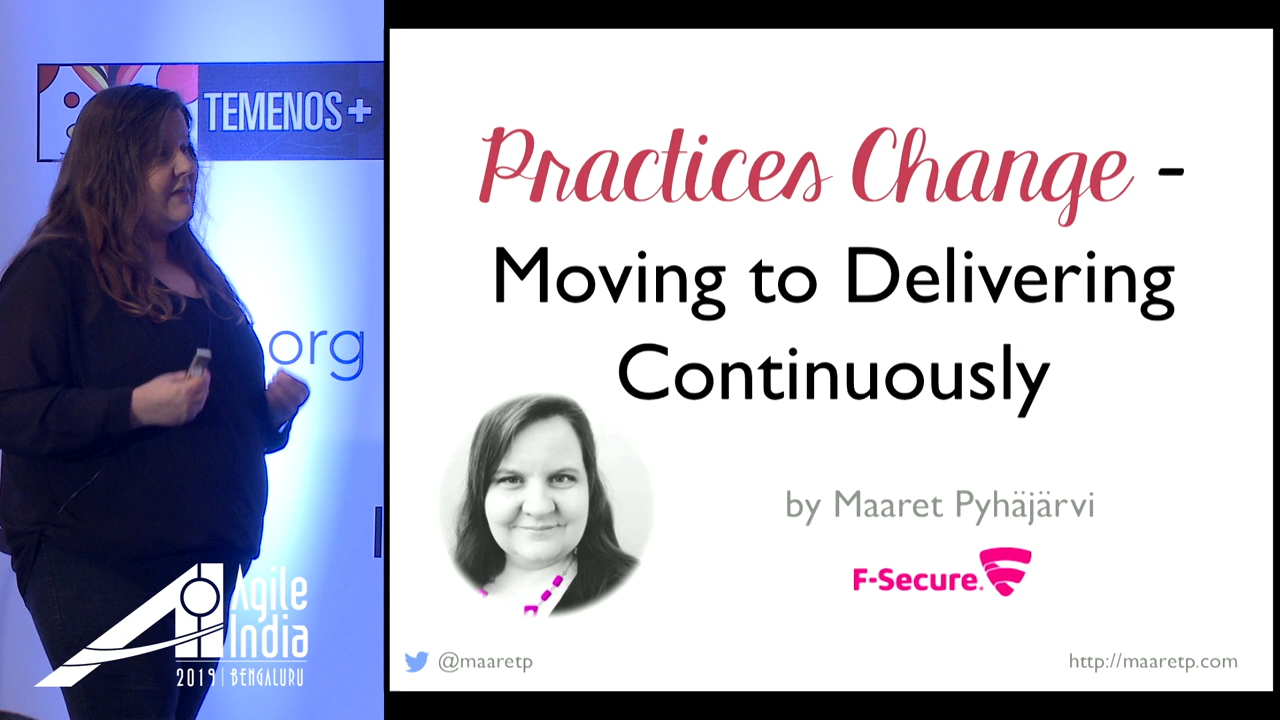 TEMENOS+
org
Agile
India
2019 | BENGALURU
Practices Change -
Moving to Delivering
Continuously
by Maaret Pyhäjärvi
F-Secure.
@maaretp
http://maaretp.com